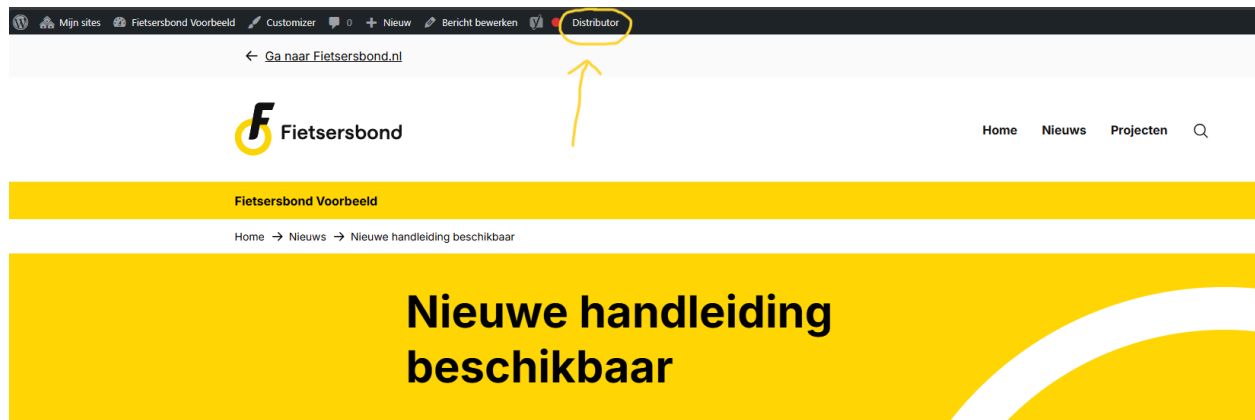 Mijn sites Fietsersbond Voorbeeld Customizer 0 Nieuw Bericht bewerken Distributor
← Ga naar Fietsersbond.nl
Fietsersbond
Home Nieuws Projecten
Fietsersbond Voorbeeld
Home → Nieuws → Nieuwe handleiding beschikbaar
Nieuwe handleiding
beschikbaar